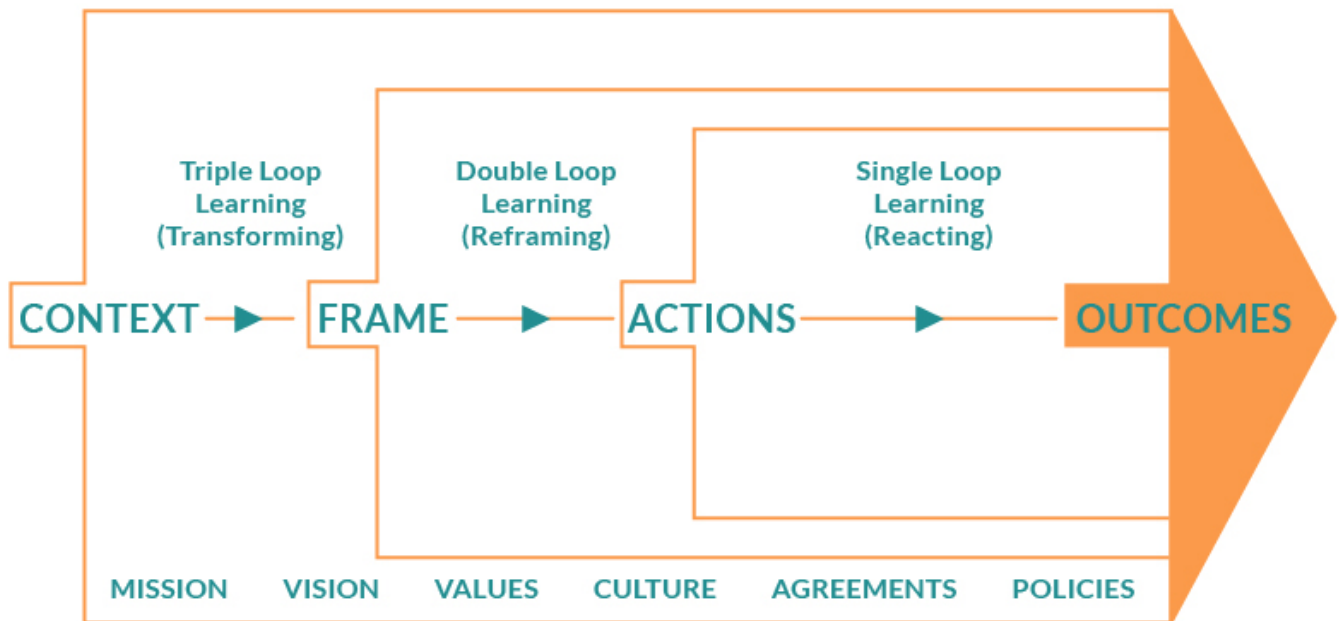 Triple Loop
Learning
(Transforming)
Double Loop
Learning
(Reframing)
Single Loop
Learning
(Reacting)
CONTEXT FRAME ACTIONS OUTCOMES
MISSION VISION VALUES CULTURE AGREEMENTS POLICIES